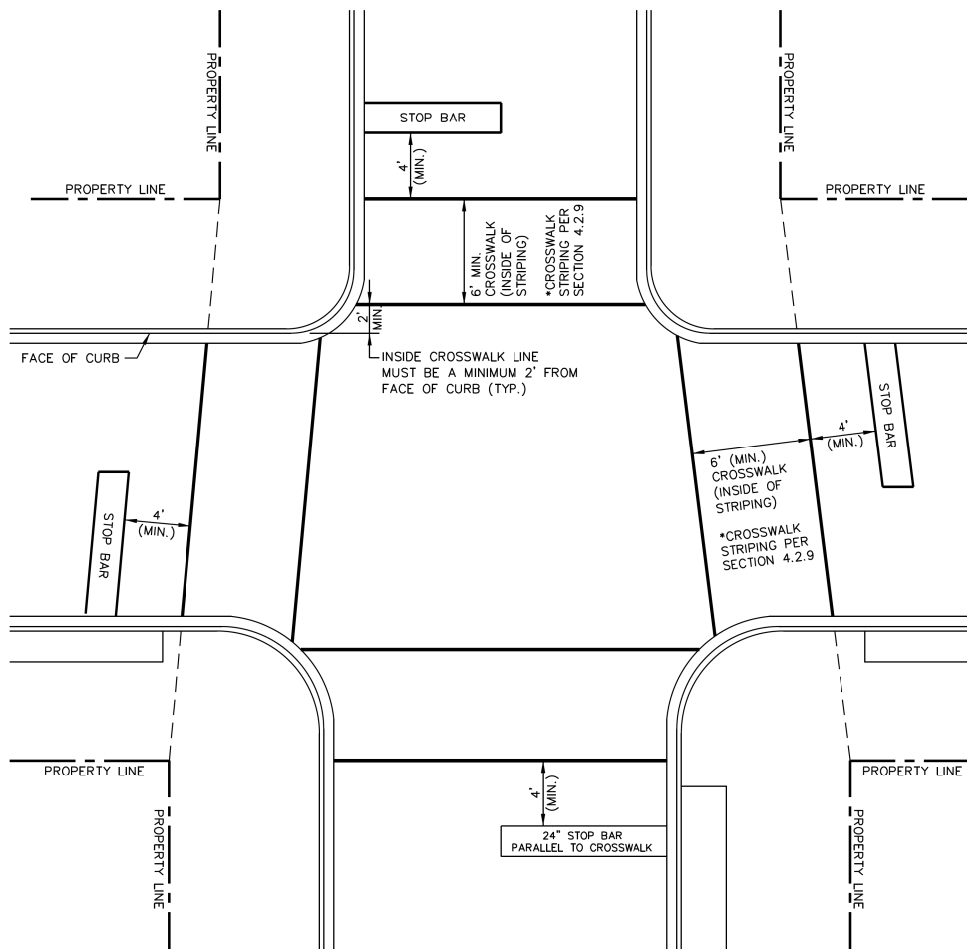 PROPERTY LINE
PROPERTY LINE
STOP BAR
4'
(MIN.)
PROPERTY LINE
PROPERTY LINE
6' MIN.
CROSSWALK
(INSIDE OF
STRIPING)
*CROSSWALK
STRIPING PER
SECTION 4.2.9
2'
MIN.
FACE OF CURB
INSIDE CROSSWALK LINE
MUST BE A MINIMUM 2' FROM
FACE OF CURB (TYP.)
STOP BAR
4'
(MIN.)
6' (MIN.)
CROSSWALK
(INSIDE OF
STRIPING)
*CROSSWALK
STRIPING PER
SECTION 4.2.9
STOP BAR
4'
(MIN.)
PROPERTY LINE
PROPERTY LINE
4'
(MIN.)
24" STOP BAR
PARALLEL TO CROSSWALK
PROPERTY LINE
PROPERTY LINE